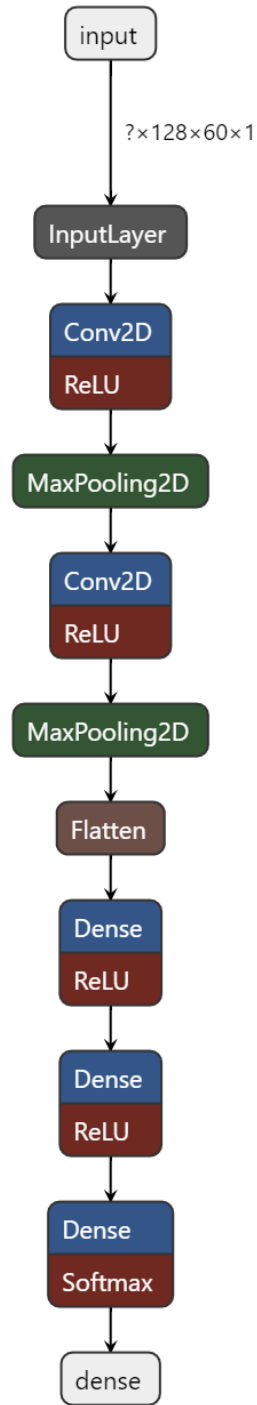 input
?×128×60×1
InputLayer
Conv2D
ReLU
MaxPooling2D
Conv2D
ReLU
MaxPooling2D
Flatten
Dense
ReLU
Dense
ReLU
Dense
Softmax
dense